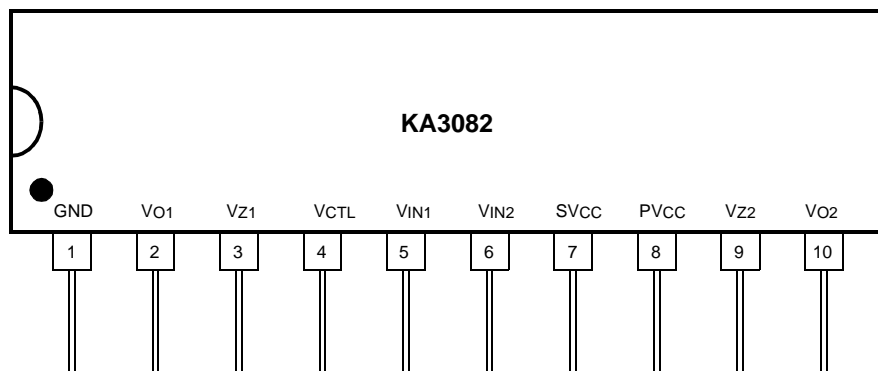 KA3082
GND VO1 VZ1 VCTL VIN1 VIN2 SVCC PVCC VZ2 VO2
1 2 3 4 5 6 7 8 9 10